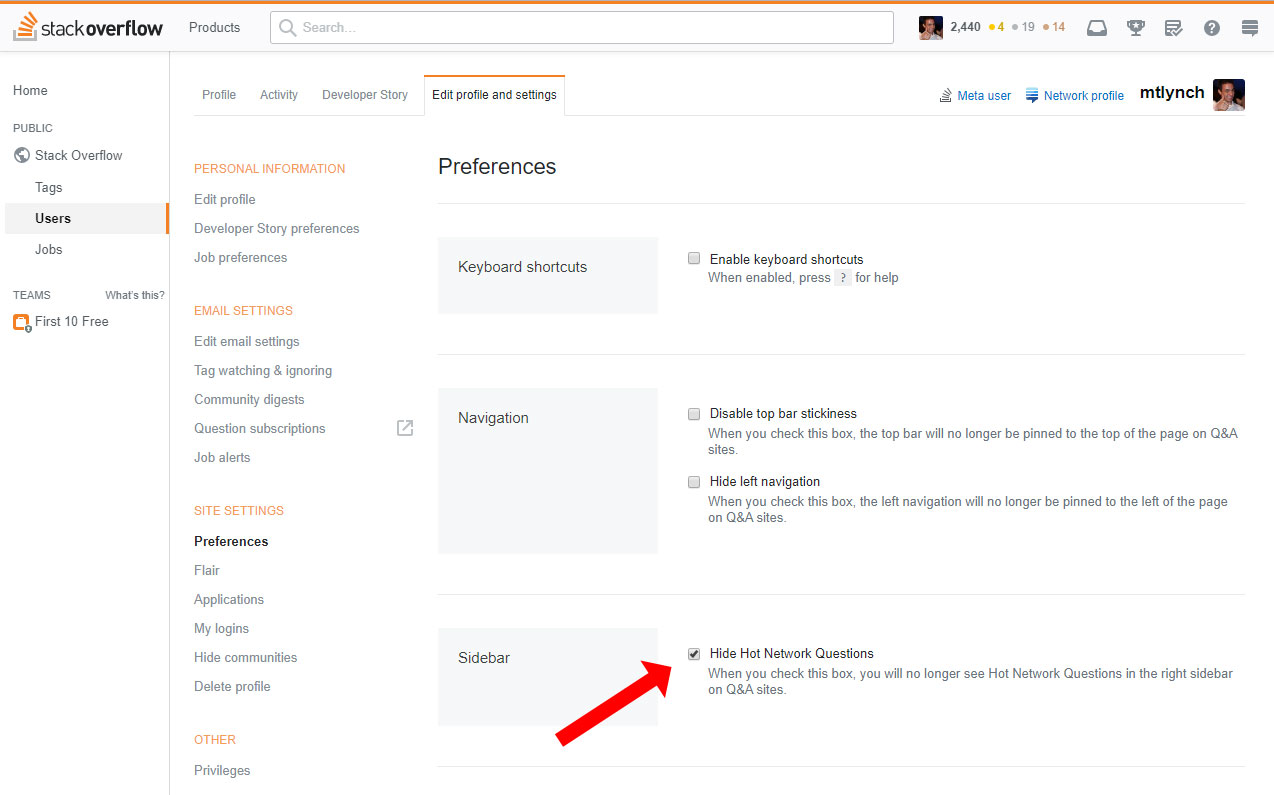 stackoverflow Products Search... 2,440 4 19 14 ?
Home
PUBLIC
Stack Overflow
Tags
Users
Jobs
TEAMS What's this?
First 10 Free
Profile Activity Developer Story Edit profile and settings Meta user Network profile mtlynch
PERSONAL INFORMATION
Edit profile
Developer Story preferences
Job preferences
EMAIL SETTINGS
Edit email settings
Tag watching & ignoring
Community digests
Question subscriptions
Job alerts
SITE SETTINGS
Preferences
Flair
Applications
My logins
Hide communities
Delete profile
OTHER
Privileges
Preferences
Keyboard shortcuts
Enable keyboard shortcuts
When enabled, press ? for help
Navigation
Disable top bar stickiness
When you check this box, the top bar will no longer be pinned to the top of the page on Q&A
sites.
Hide left navigation
When you check this box, the left navigation will no longer be pinned to the left of the page
on Q&A sites.
Sidebar
Hide Hot Network Questions
When you check this box, you will no longer see Hot Network Questions in the right sidebar
on Q&A sites.